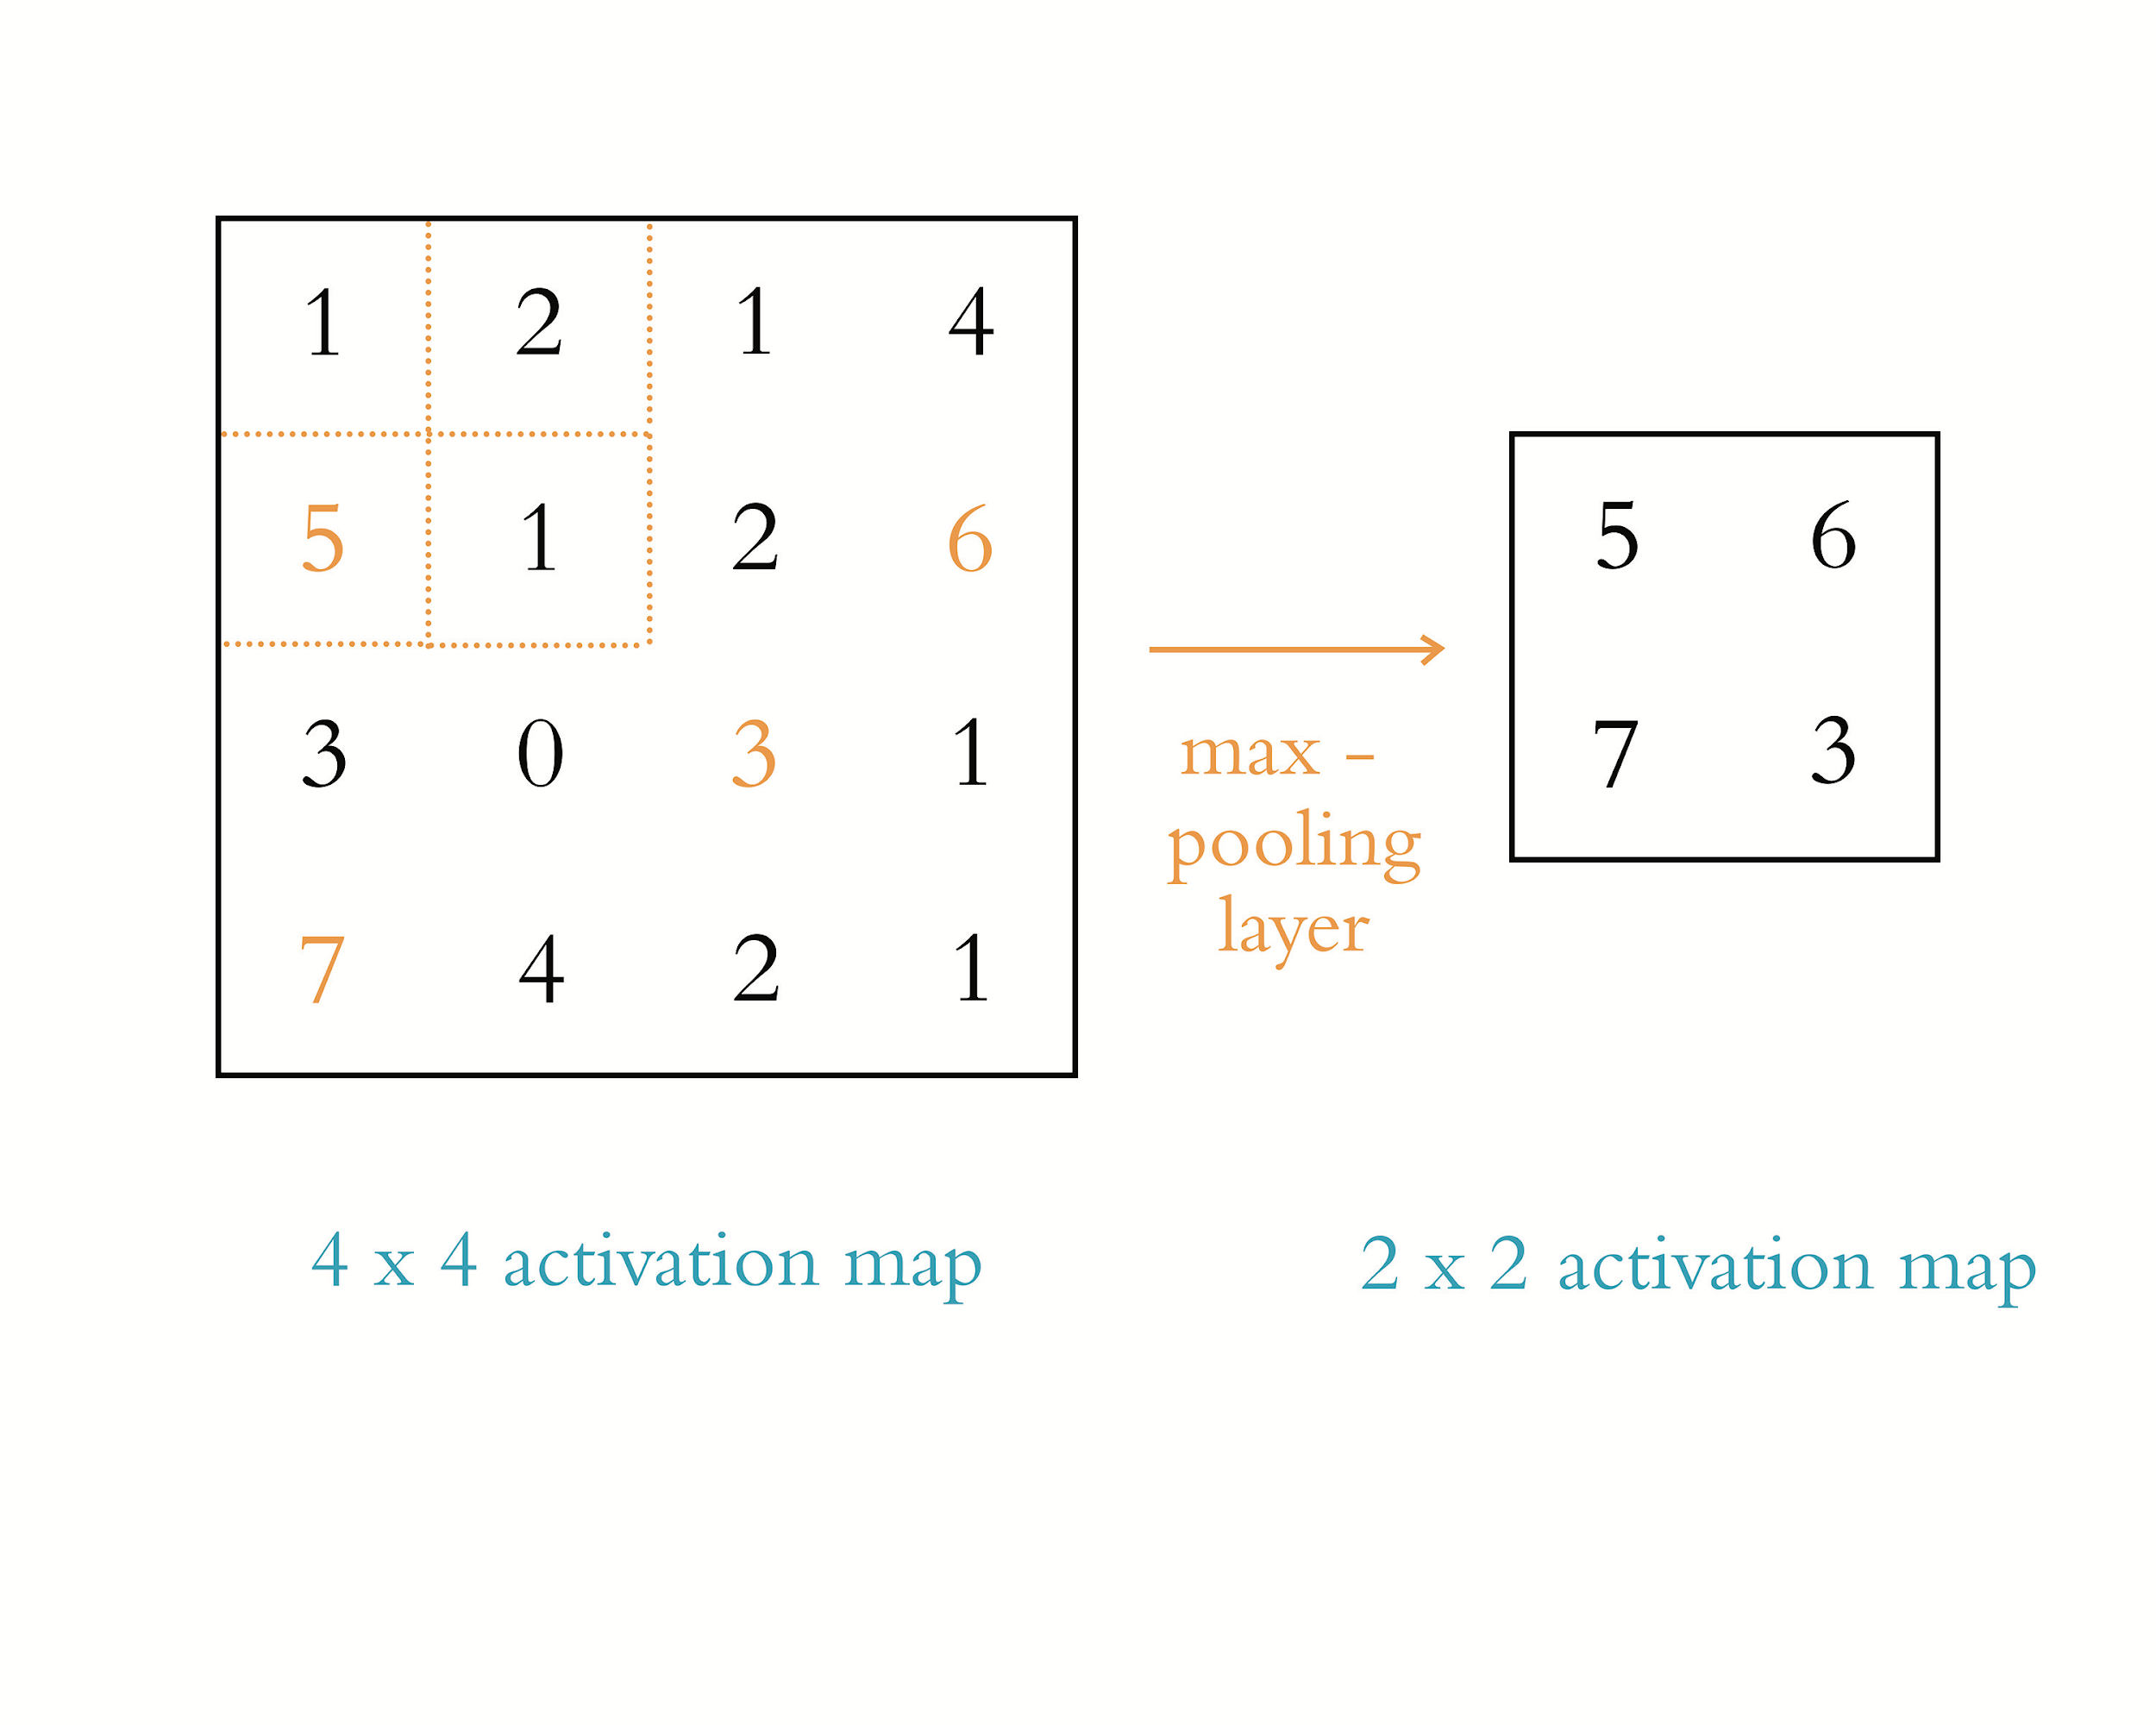 1 2 1 4
5 1 2 6
3 0 3 1
7 4 2 1
max –
pooling
layer
5 6
7 3
4 x 4 activation map
2 x 2 activation map